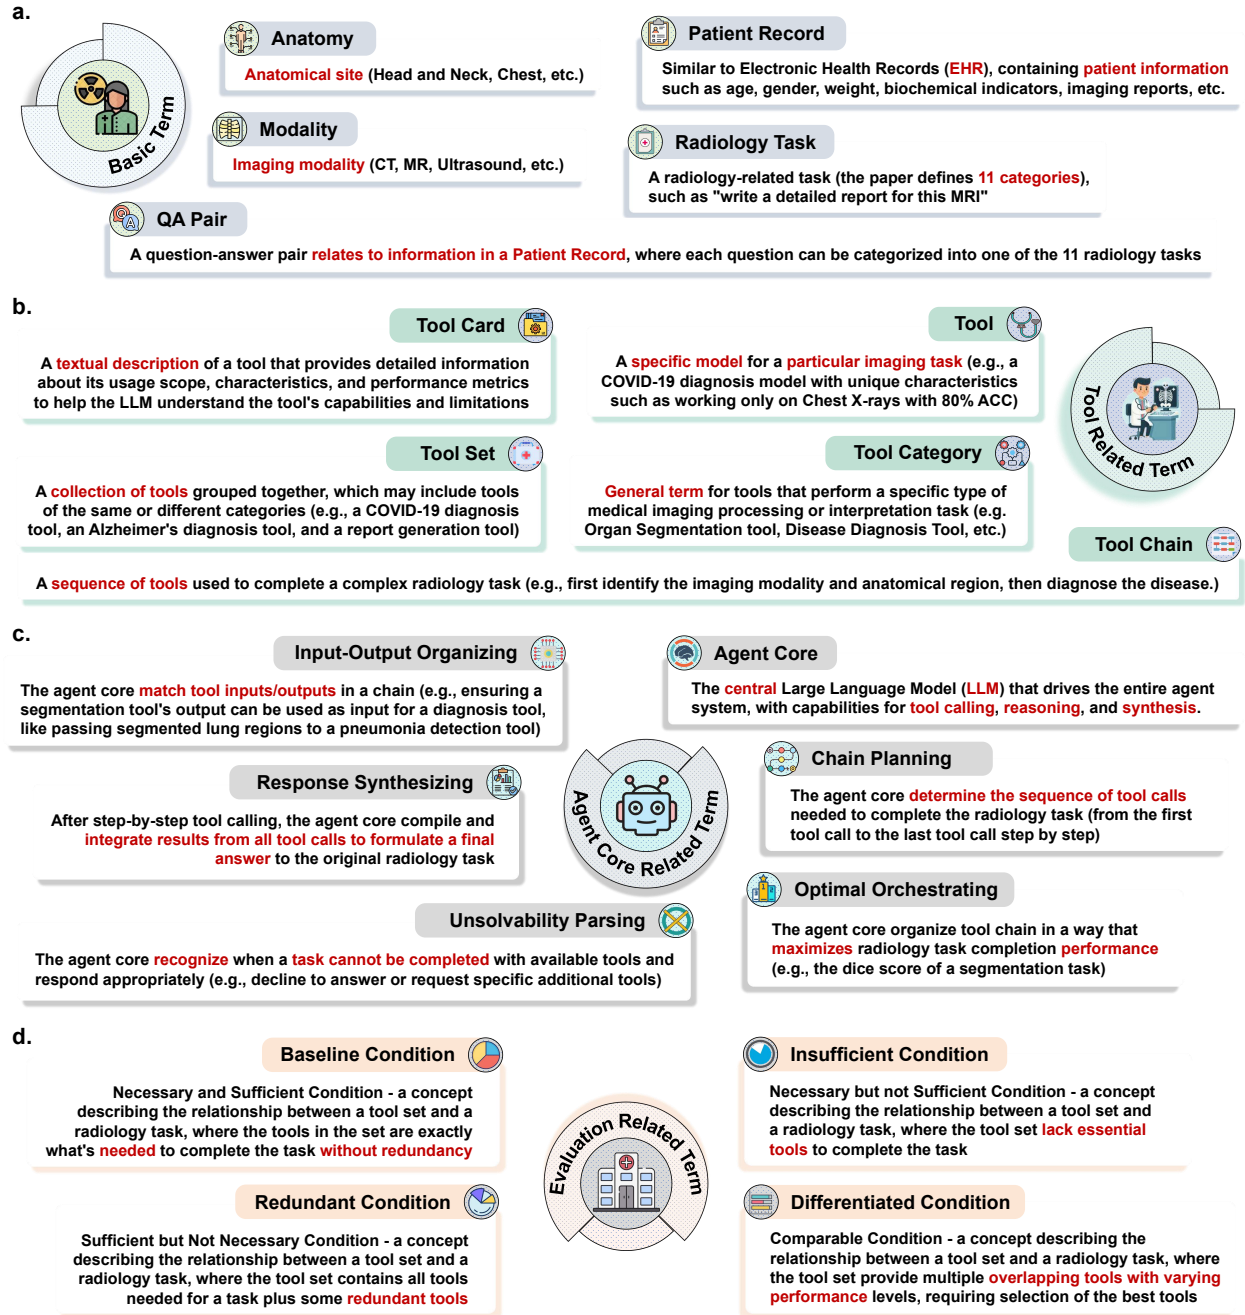 a.
Basic Term
Anatomy
Anatomical site (Head and Neck, Chest, etc.)
Modality
Imaging modality (CT, MR, Ultrasound, etc.)
Patient Record
Similar to Electronic Health Records (EHR), containing patient information
such as age, gender, weight, biochemical indicators, imaging reports, etc.
Radiology Task
A radiology-related task (the paper defines 11 categories),
such as "write a detailed report for this MRI"
QA Pair
A question-answer pair relates to information in a Patient Record, where each question can be categorized into one of the 11 radiology tasks
b.
Tool Card
A textual description of a tool that provides detailed information
about its usage scope, characteristics, and performance metrics
to help the LLM understand the tool's capabilities and limitations
Tool
A specific model for a particular imaging task (e.g., a
COVID-19 diagnosis model with unique characteristics
such as working only on Chest X-rays with 80% ACC)
Tool Related Term
Tool Set
A collection of tools grouped together, which may include tools
of the same or different categories (e.g., a COVID-19 diagnosis
tool, an Alzheimer's diagnosis tool, and a report generation tool)
Tool Category
General term for tools that perform a specific type of
medical imaging processing or interpretation task (e.g.
Organ Segmentation tool, Disease Diagnosis Tool, etc.)
Tool Chain
A sequence of tools used to complete a complex radiology task (e.g., first identify the imaging modality and anatomical region, then diagnose the disease.)
c.
Input-Output Organizing
The agent core match tool inputs/outputs in a chain (e.g., ensuring a
segmentation tool's output can be used as input for a diagnosis tool,
like passing segmented lung regions to a pneumonia detection tool)
Agent Core
The central Large Language Model (LLM) that drives the entire agent
system, with capabilities for tool calling, reasoning, and synthesis.
Response Synthesizing
After step-by-step tool calling, the agent core compile and
integrate results from all tool calls to formulate a final
answer to the original radiology task
Agent Core Related Term
Chain Planning
The agent core determine the sequence of tool calls
needed to complete the radiology task (from the first
tool call to the last tool call step by step)
Unsolvability Parsing
The agent core recognize when a task cannot be completed with available tools and
respond appropriately (e.g., decline to answer or request specific additional tools)
Optimal Orchestrating
The agent core organize tool chain in a way that
maximizes radiology task completion performance
(e.g., the dice score of a segmentation task)
d.
Baseline Condition
Necessary and Sufficient Condition - a concept
describing the relationship between a tool set and a
radiology task, where the tools in the set are exactly
what's needed to complete the task without redundancy
Evaluation Related Term
Insufficient Condition
Necessary but not Sufficient Condition - a concept
describing the relationship between a tool set and
a radiology task, where the tool set lack essential
tools to complete the task
Redundant Condition
Sufficient but Not Necessary Condition - a concept
describing the relationship between a tool set and a
radiology task, where the tool set contains all tools
needed for a task plus some redundant tools
Differentiated Condition
Comparable Condition - a concept describing the
relationship between a tool set and a radiology task, where
the tool set provide multiple overlapping tools with varying
performance levels, requiring selection of the best tools